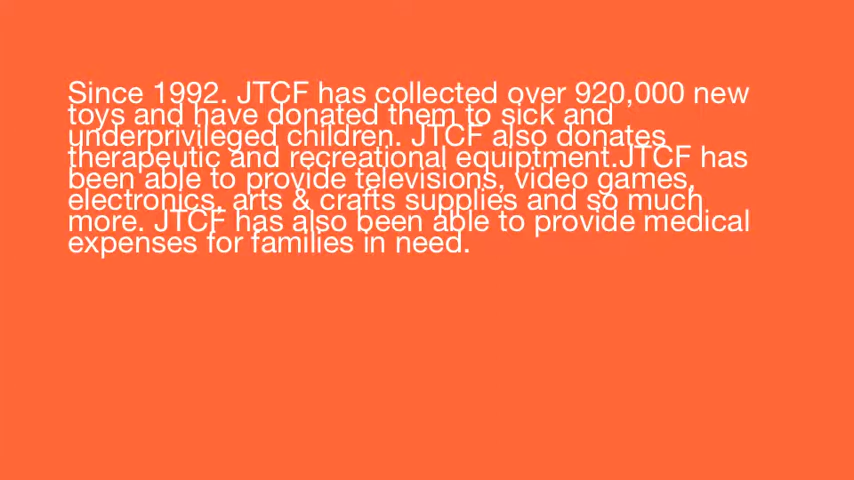 Since 1992. JTCF has collected over 920,000 new
toys and have donated them to sick and
underprivileged children. JTCF also donates
therapeutic and recreational equiptment.JTCF has
been able to provide televisions, video games,
electronics, arts & crafts supplies and so much
more. JTCF has also been able to provide medical
expenses for families in need.